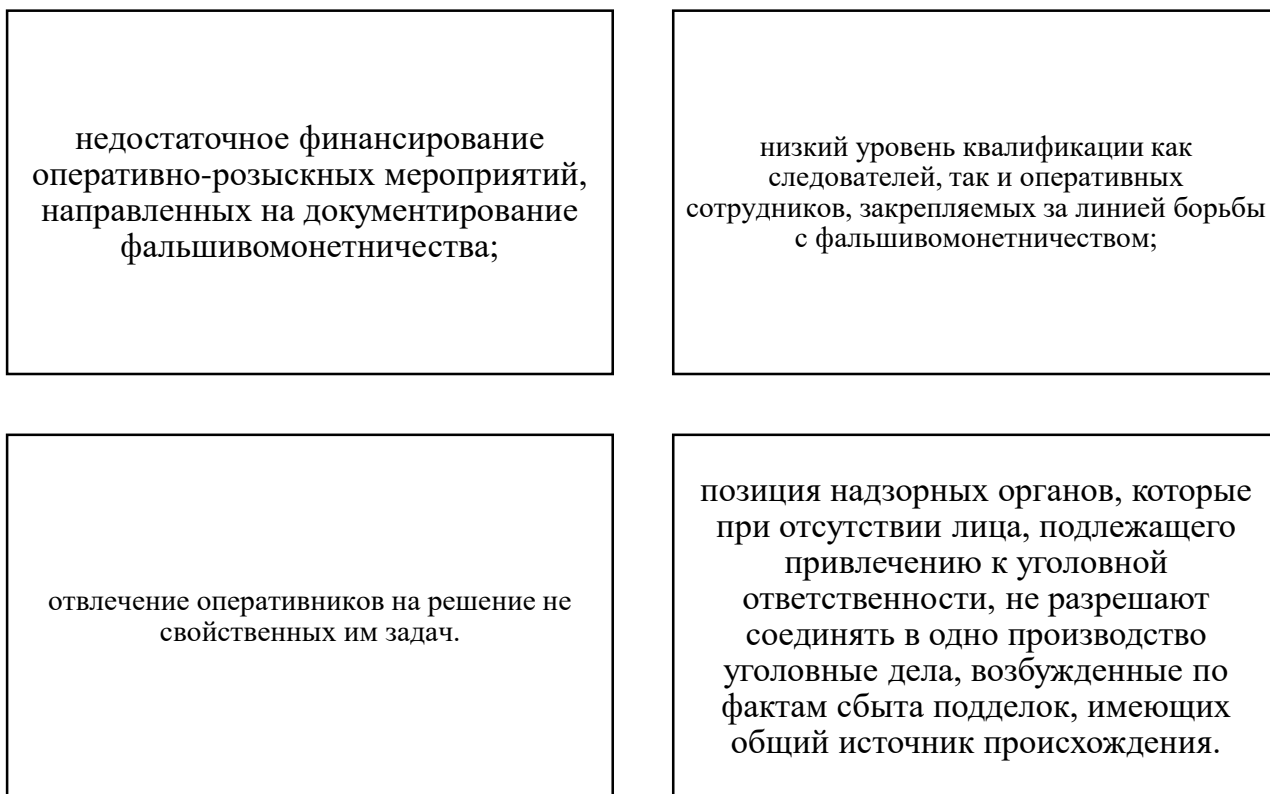 недостаточное финансирование
оперативно-розыскных мероприятий,
направленных на документирование
фальшивомонетничества;
низкий уровень квалификации как
следователей, так и оперативных
сотрудников, закрепляемых за линией борьбы
с фальшивомонетничеством;
отвлечение оперативников на решение не
свойственных им задач.
позиция надзорных органов, которые
при отсутствии лица, подлежащего
привлечению к уголовной
ответственности, не разрешают
соединять в одно производство
уголовные дела, возбужденные по
фактам сбыта подделок, имеющих
общий источник происхождения.